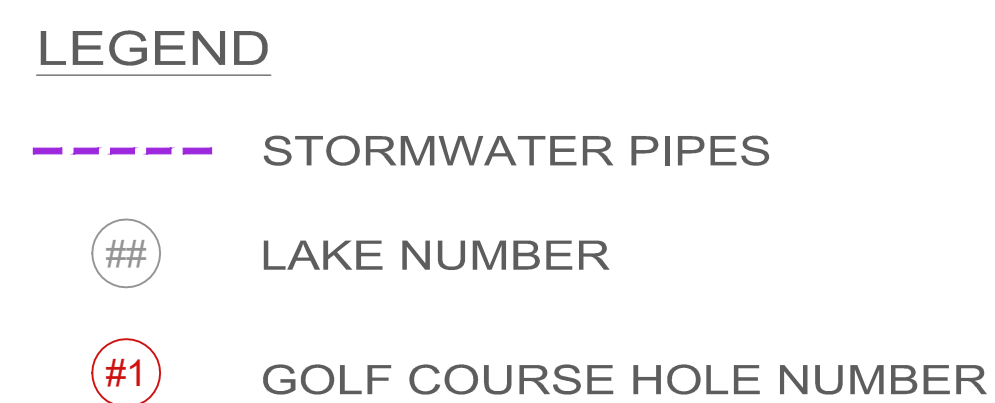 LEGEND
STORMWATER PIPES
## LAKE NUMBER
#1 GOLF COURSE HOLE NUMBER